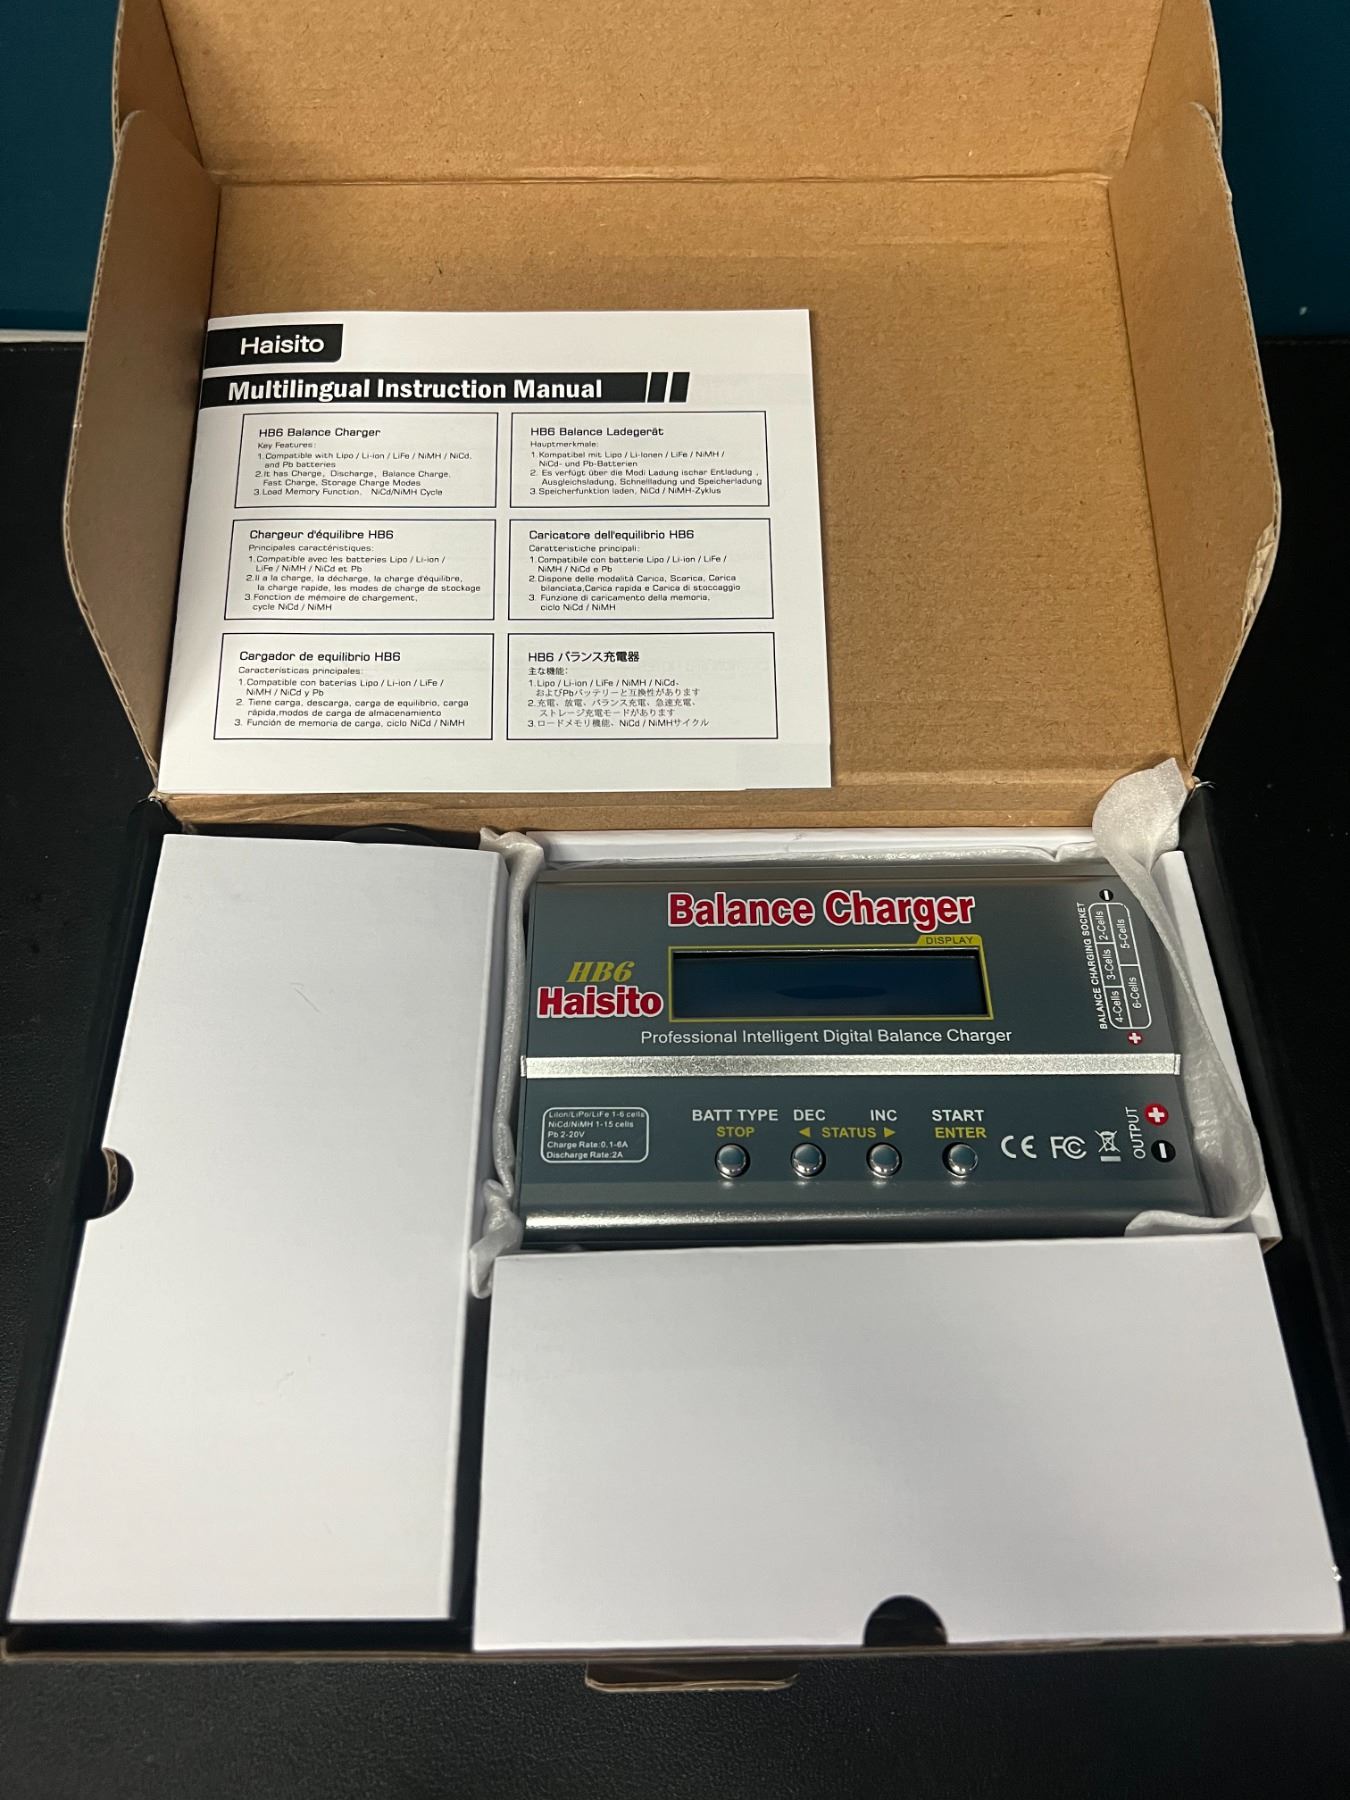 Haisito
Multilingual Instruction Manual
HB6 Balance Charger
Key Features:
1.Compatible with Lipo / Li-ion / LiFe / NiMH / NiCd,
and Pb batteries
2.It has Charge, Discharge, Balance Charge,
Fast Charge, Storage Charge Modes
3.Load Memory Function, NiCd/NiMH Cycle
HB6 Balance Ladegerät
Hauptmerkmale:
1. Kompatibel mit Lipo / Li-Ionen / LiFe / NiMH /
NiCd- und Pb-Batterien
2. Es verfügt über die Modi Ladung ischar Entladung ,
Ausgleichsladung, Schnellladung und Speicherladung
3.Speicherfunktion laden, NiCd / NiMH-Zyklus
Chargeur d'équilibre HB6
Principales caractéristiques:
1.Compatible avec les batteries Lipo / Li-ion /
LiFe / NiMH / NiCd et Pb
2.Il a la charge, la décharge, la charge d'équilibre,
la charge rapide, les modes de charge de stockage
3.Fonction de mémoire de chargement,
cycle NiCd / NiMH
Caricatore dell'equilibrio HB6
Caratteristiche principali:
1.Compatibile con batterie Lipo / Li-ion / LiFe /
NiMH / NiCd e Pb
2.Dispone delle modalità Carica, Scarica, Carica
bilanciata,Carica rapida e Carica di stoccaggio
3. Funzione di caricamento della memoria,
ciclo NiCd / NiMH
Cargador de equilibrio HB6
Características principales:
1.Compatible con baterías Lipo / Li-ion / LiFe /
NiMH / NiCd y Pb
2. Tiene carga, descarga, carga de equilibrio, carga
rápida,modos de carga de almacenamiento
3. Función de memoria de carga, ciclo NiCd / NiMH
HB6 バランス充電器
主な機能:
1.Lipo / Li-ion / LiFe / NiMH / NiCd、
およびPbバッテリーと互換性があります
2.充電、放電、バランス充電、急速充電、
ストレージ充電モードがあります
3.ロードメモリ機能、NiCd / NiMHサイクル
Balance Charger
DISPLAY
HB6
Haisito
Professional Intelligent Digital Balance Charger
BALANCE CHARGING SOCKET
4-Cells 3-Cells 2-Cells
6-Cells 5-Cells
LiIon/LiPo/LiFe 1-6 cells
NiCd/NiMH 1-15 cells
Pb 2-20V
Charge Rate:0.1-6A
Discharge Rate:2A
BATT TYPE DEC INC START
STOP ◄ STATUS ► ENTER
CE FC
OUTPUT